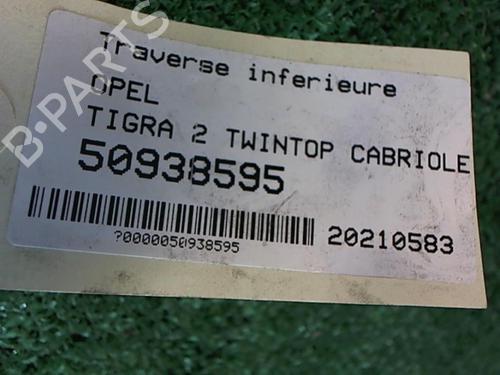 Traverse inferieure
OPEL
TIGRA 2 TWINTOP CABRIOLE
50938595
?0000050938595
20210583
B-PARTS